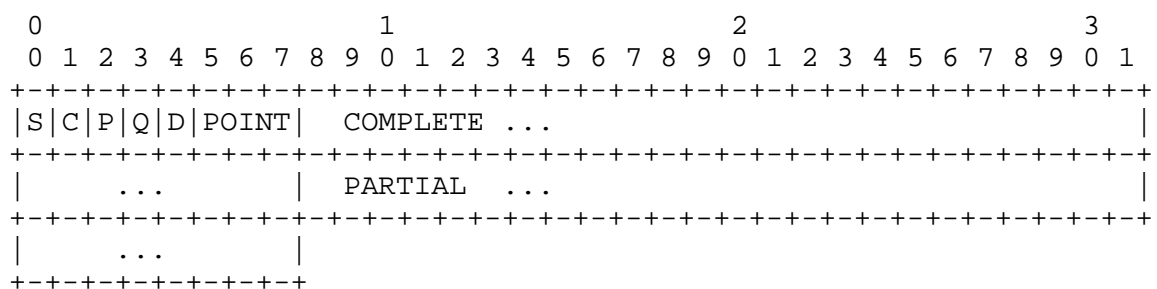 0                   1                   2                   3
 0 1 2 3 4 5 6 7 8 9 0 1 2 3 4 5 6 7 8 9 0 1 2 3 4 5 6 7 8 9 0 1
+-+-+-+-+-+-+-+-+-+-+-+-+-+-+-+-+-+-+-+-+-+-+-+-+-+-+-+-+-+-+-+-+
|S|C|P|Q|D|POINT|  COMPLETE ...                                 |
+-+-+-+-+-+-+-+-+-+-+-+-+-+-+-+-+-+-+-+-+-+-+-+-+-+-+-+-+-+-+-+-+
|     ...       |  PARTIAL  ...                                 |
+-+-+-+-+-+-+-+-+-+-+-+-+-+-+-+-+-+-+-+-+-+-+-+-+-+-+-+-+-+-+-+-+
|     ...       |
+-+-+-+-+-+-+-+-+